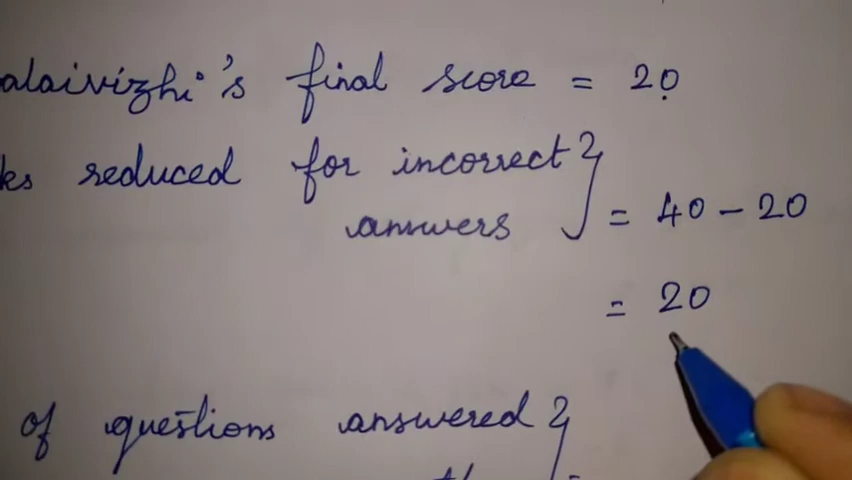 alaivizhi's final score = 20.
ks reduced for incorrect
answers } = 40 - 20
= 20
of questions answered }